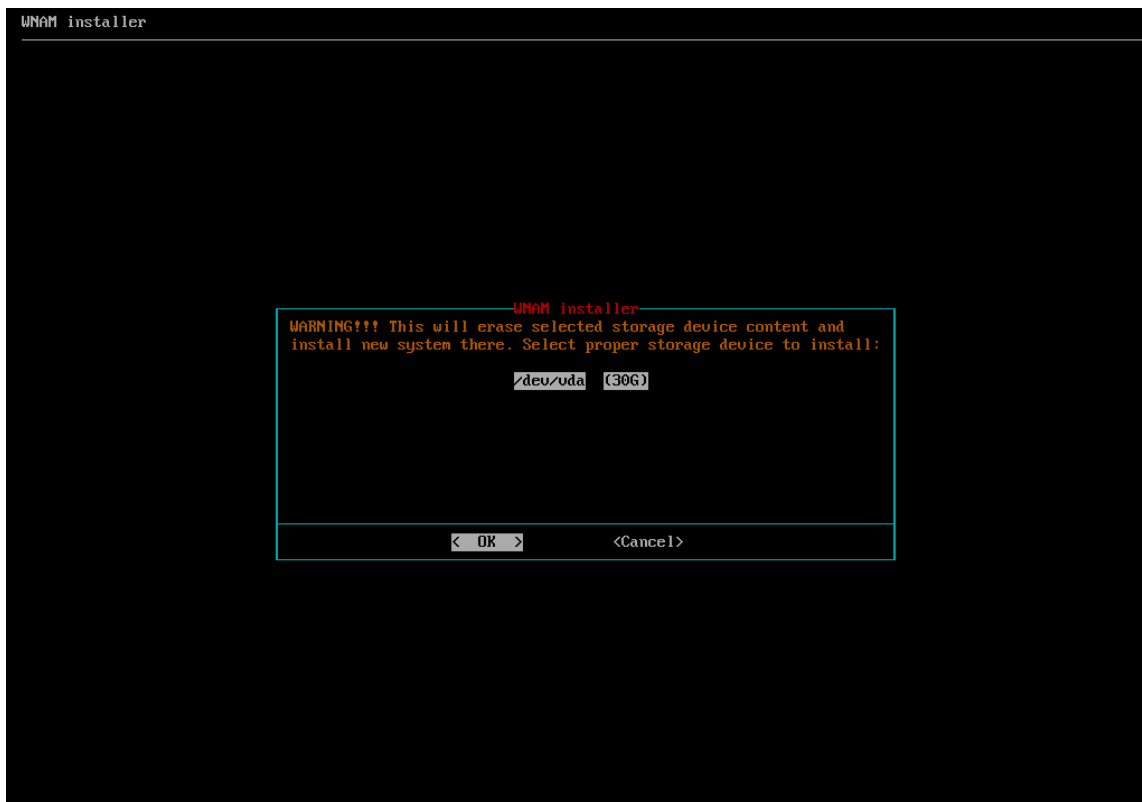 WNAM installer
WNAM installer
WARNING!!! This will erase selected storage device content and
install new system there. Select proper storage device to install:
/dev/vda (30G)
< OK > <Cancel>